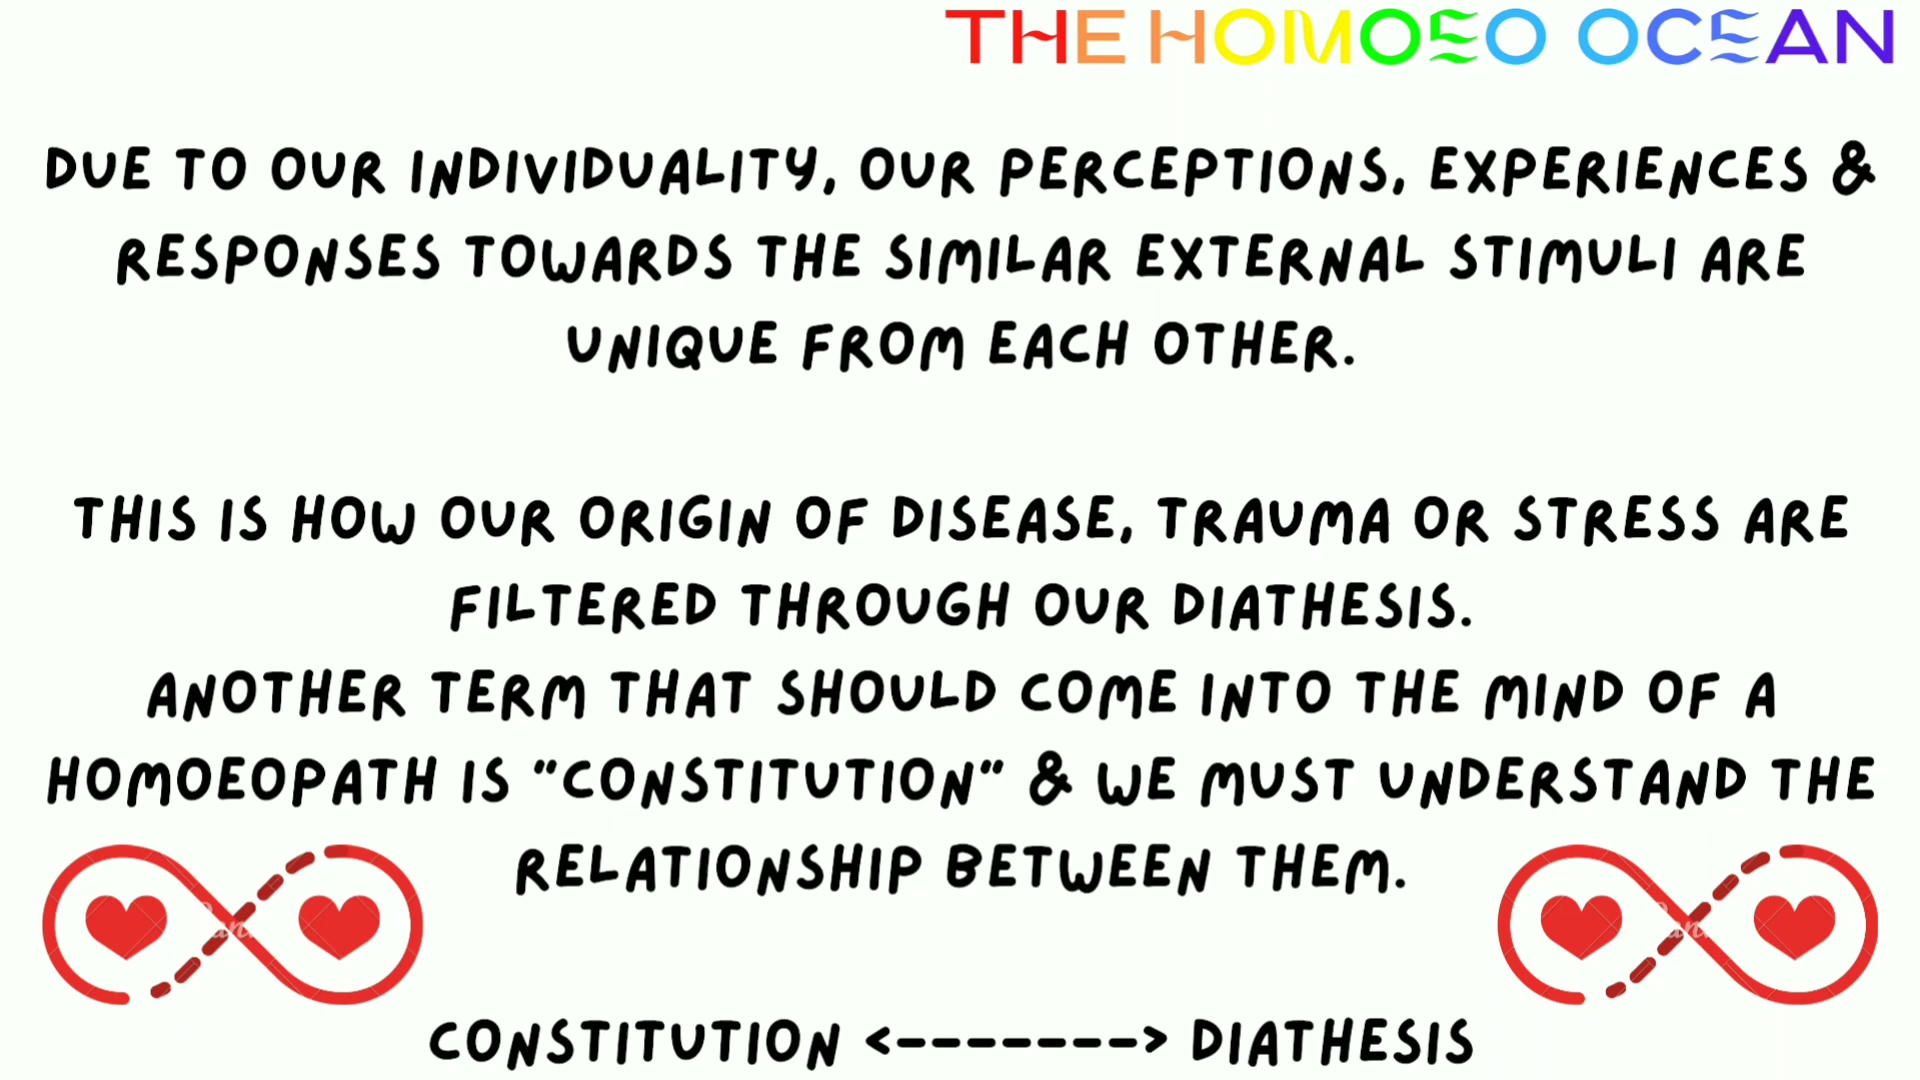 THE HOMOEO OCEAN
DUE TO OUR INDIVIDUALITY, OUR PERCEPTIONS, EXPERIENCES &
RESPONSES TOWARDS THE SIMILAR EXTERNAL STIMULI ARE
UNIQUE FROM EACH OTHER.
THIS IS HOW OUR ORIGIN OF DISEASE, TRAUMA OR STRESS ARE
FILTERED THROUGH OUR DIATHESIS.
ANOTHER TERM THAT SHOULD COME INTO THE MIND OF A
HOMOEOPATH IS "CONSTITUTION" & WE MUST UNDERSTAND THE
RELATIONSHIP BETWEEN THEM.
CONSTITUTION <-------> DIATHESIS